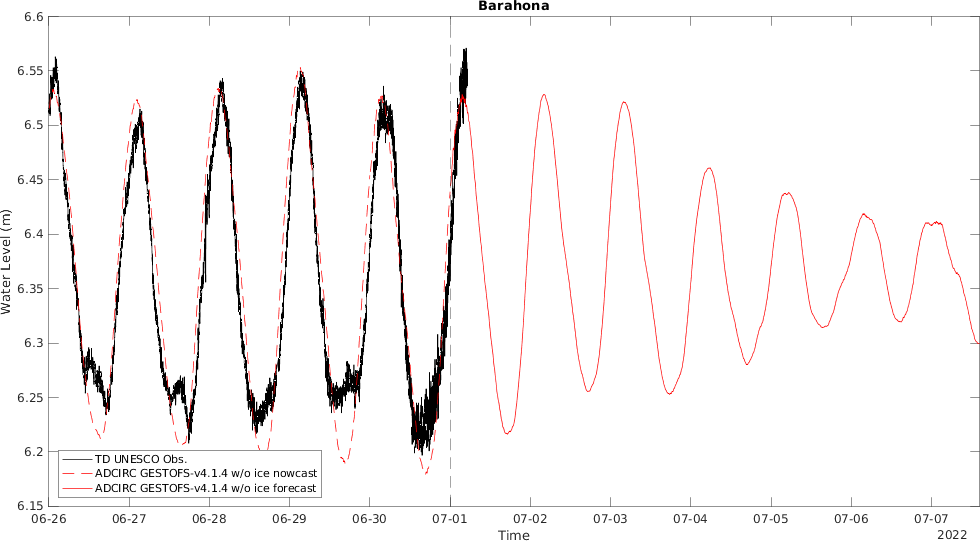 Barahona
6.6
6.55
6.5
6.45
6.4
6.35
6.3
6.25
6.2
6.15
Water Level (m)
TD UNESCO Obs.
ADCIRC GESTOFS-v4.1.4 w/o ice nowcast
ADCIRC GESTOFS-v4.1.4 w/o ice forecast
06-26 06-27 06-28 06-29 06-30 07-01 07-02 07-03 07-04 07-05 07-06 07-07
Time
2022